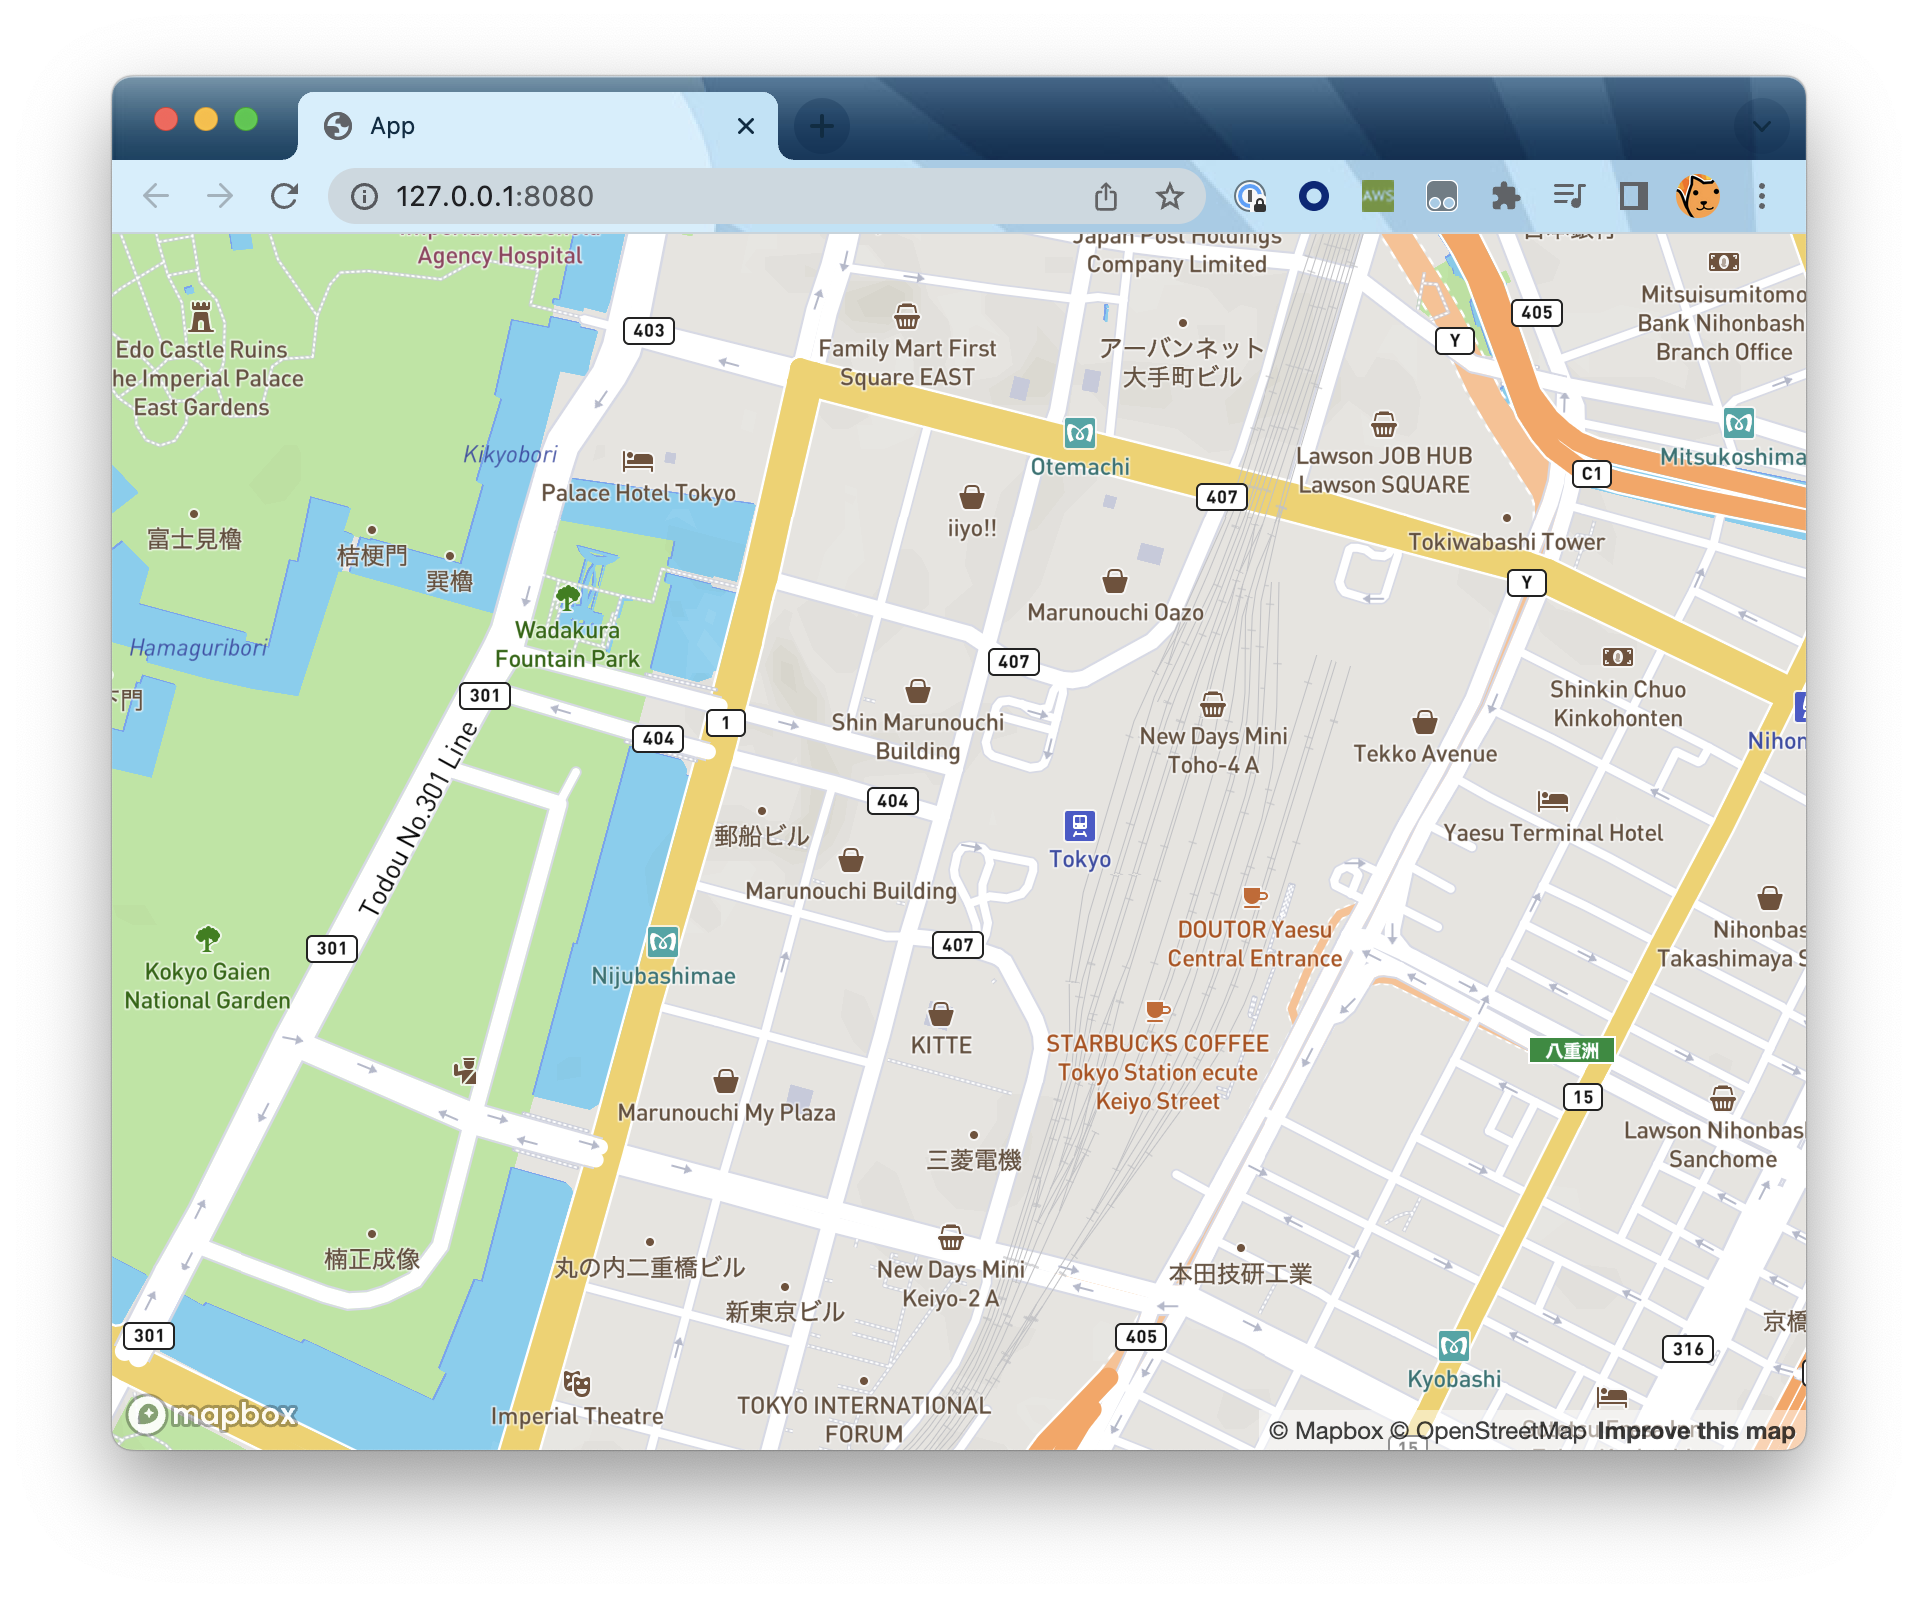 App
127.0.0.1:8080
AWS
Agency Hospital
Japan Post Holdings
Company Limited
Mitsuisumitomo
Bank Nihonbash
Branch Office
405
Y
403
Edo Castle Ruins
he Imperial Palace
East Gardens
Family Mart First
Square EAST
アーバンネット
大手町ビル
Kikyobori
Otemachi
Lawson JOB HUB
Lawson SQUARE
C1
Mitsukoshima
Palace Hotel Tokyo
407
iiyo!!
Tokiwabashi Tower
富士見櫓
桔梗門
巽櫓
Y
Marunouchi Oazo
Wadakura
Fountain Park
Hamaguribori
407
301
下門
Shinkin Chuo
Kinkohonten
1
404
Shin Marunouchi
Building
New Days Mini
Toho-4 A
Tekko Avenue
Nihon
Todou No.301 Line
404
郵船ビル
Tokyo
Yaesu Terminal Hotel
Marunouchi Building
DOUTOR Yaesu
Central Entrance
Nihonbas
Takashimaya S
301
407
Nijubashimae
Kokyo Gaien
National Garden
KITTE
STARBUCKS COFFEE
Tokyo Station ecute
Keiyo Street
八重洲
15
Marunouchi My Plaza
Lawson Nihonbas
Sanchome
三菱電機
楠正成像
丸の内二重橋ビル
New Days Mini
Keiyo-2 A
本田技研工業
新東京ビル
京橋
301
405
316
Kyobashi
Imperial Theatre
TOKYO INTERNATIONAL
FORUM
15
mapbox
© Mapbox © OpenStreetMap Improve this map